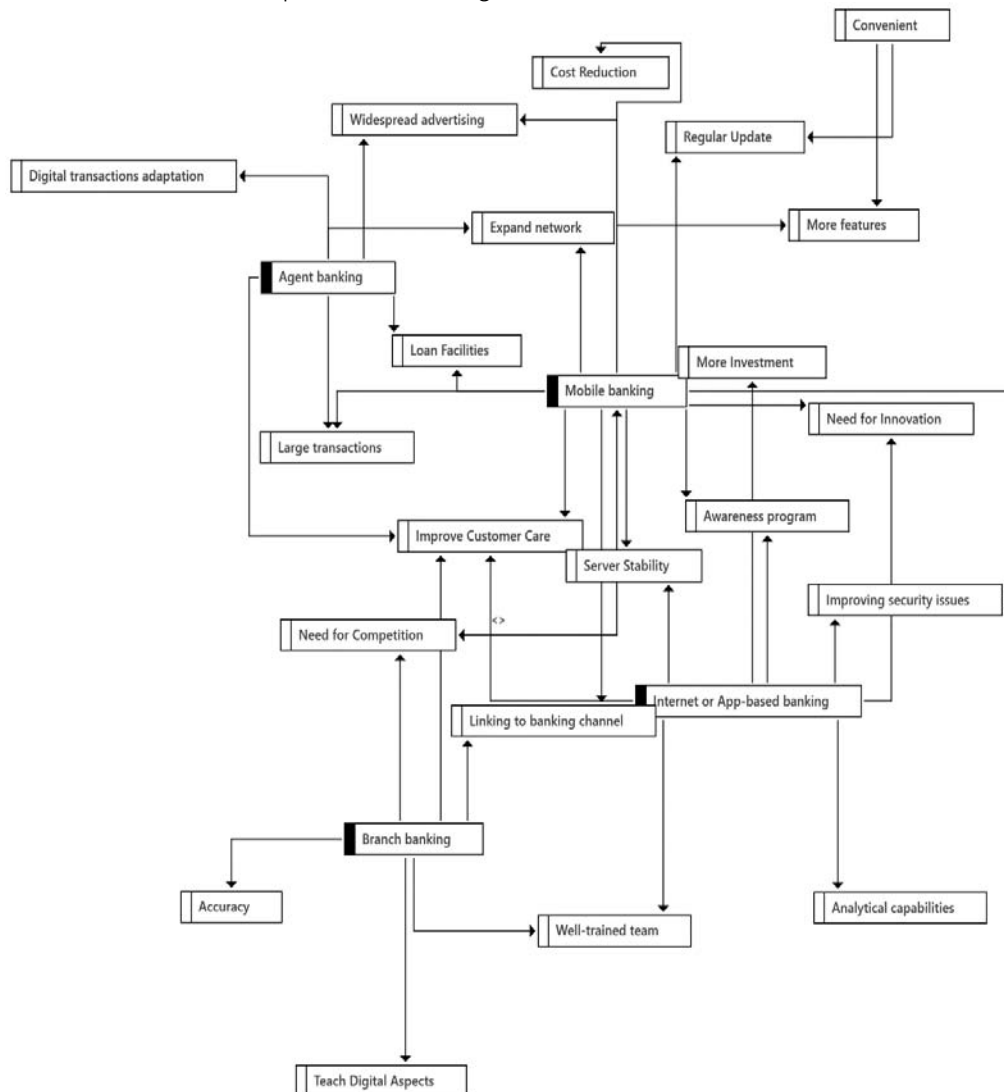 Convenient
Cost Reduction
Widespread advertising
Regular Update
Digital transactions adaptation
Expand network
More features
Agent banking
Loan Facilities
More Investment
Mobile banking
Need for Innovation
Large transactions
Awareness program
Improve Customer Care
Server Stability
Improving security issues
<>
Need for Competition
Internet or App-based banking
Linking to banking channel
Branch banking
Accuracy
Analytical capabilities
Well-trained team
Teach Digital Aspects